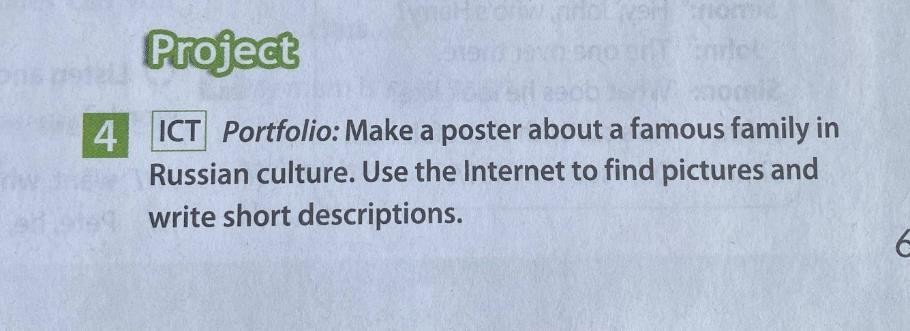 Project
4 ICT Portfolio: Make a poster about a famous family in
Russian culture. Use the Internet to find pictures and
write short descriptions.
6